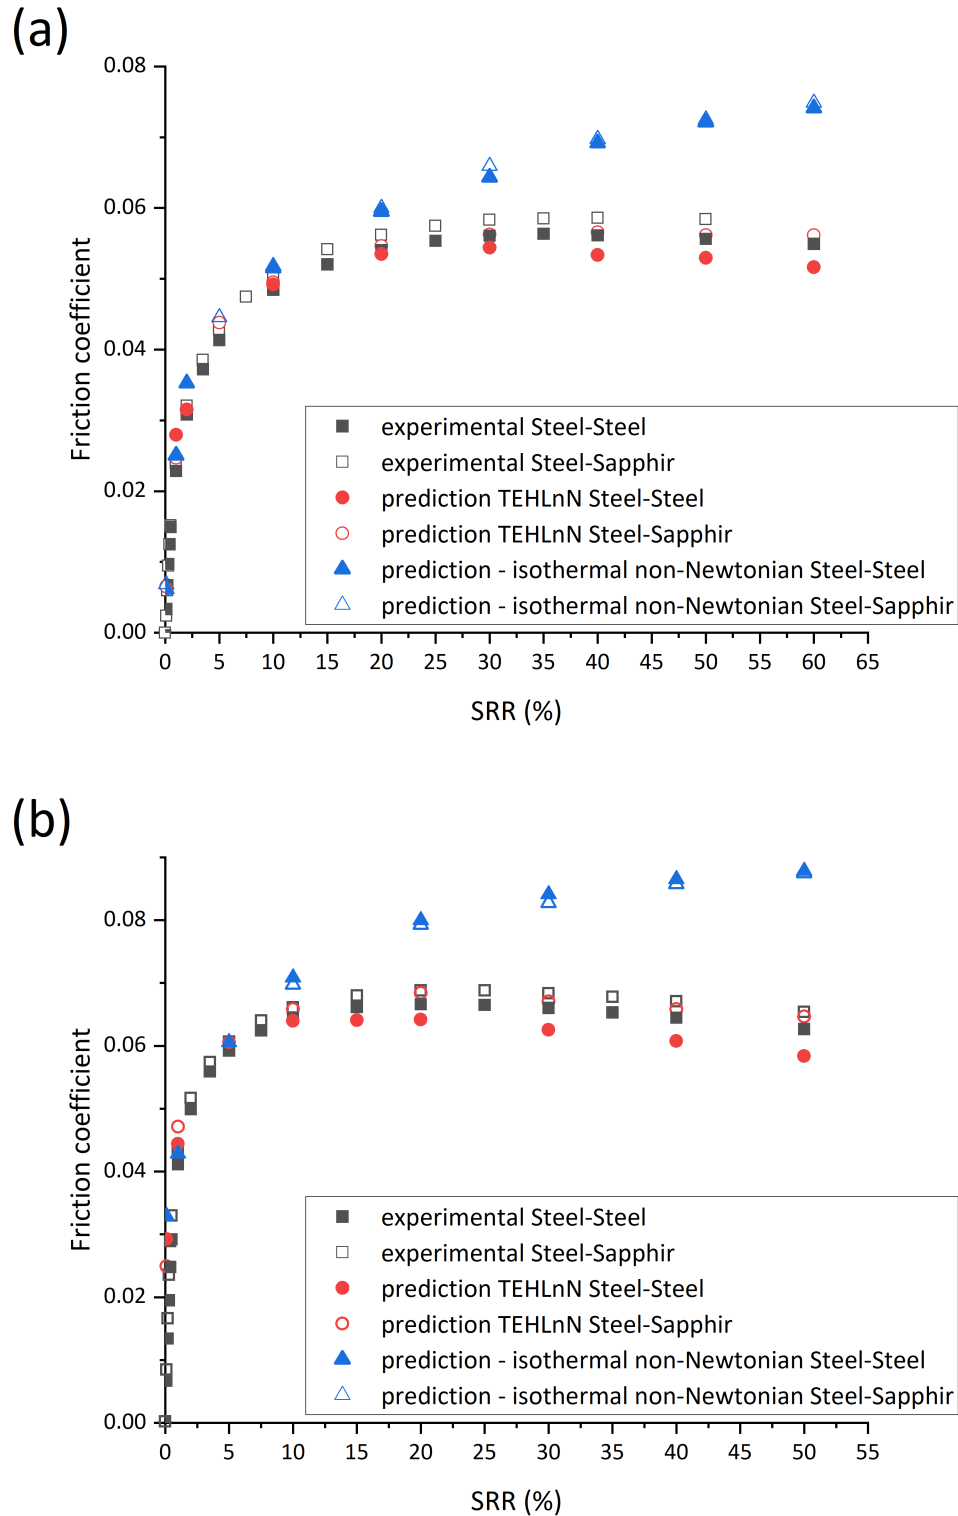 (a)
0.08
0.06
0.04
0.02
0.00
Friction coefficient
experimental Steel-Steel
experimental Steel-Sapphir
prediction TEHLnN Steel-Steel
prediction TEHLnN Steel-Sapphir
prediction - isothermal non-Newtonian Steel-Steel
prediction - isothermal non-Newtonian Steel-Sapphir
0 5 10 15 20 25 30 35 40 45 50 55 60 65
SRR (%)
(b)
0.08
0.06
0.04
0.02
0.00
Friction coefficient
experimental Steel-Steel
experimental Steel-Sapphir
prediction TEHLnN Steel-Steel
prediction TEHLnN Steel-Sapphir
prediction - isothermal non-Newtonian Steel-Steel
prediction - isothermal non-Newtonian Steel-Sapphir
0 5 10 15 20 25 30 35 40 45 50 55
SRR (%)